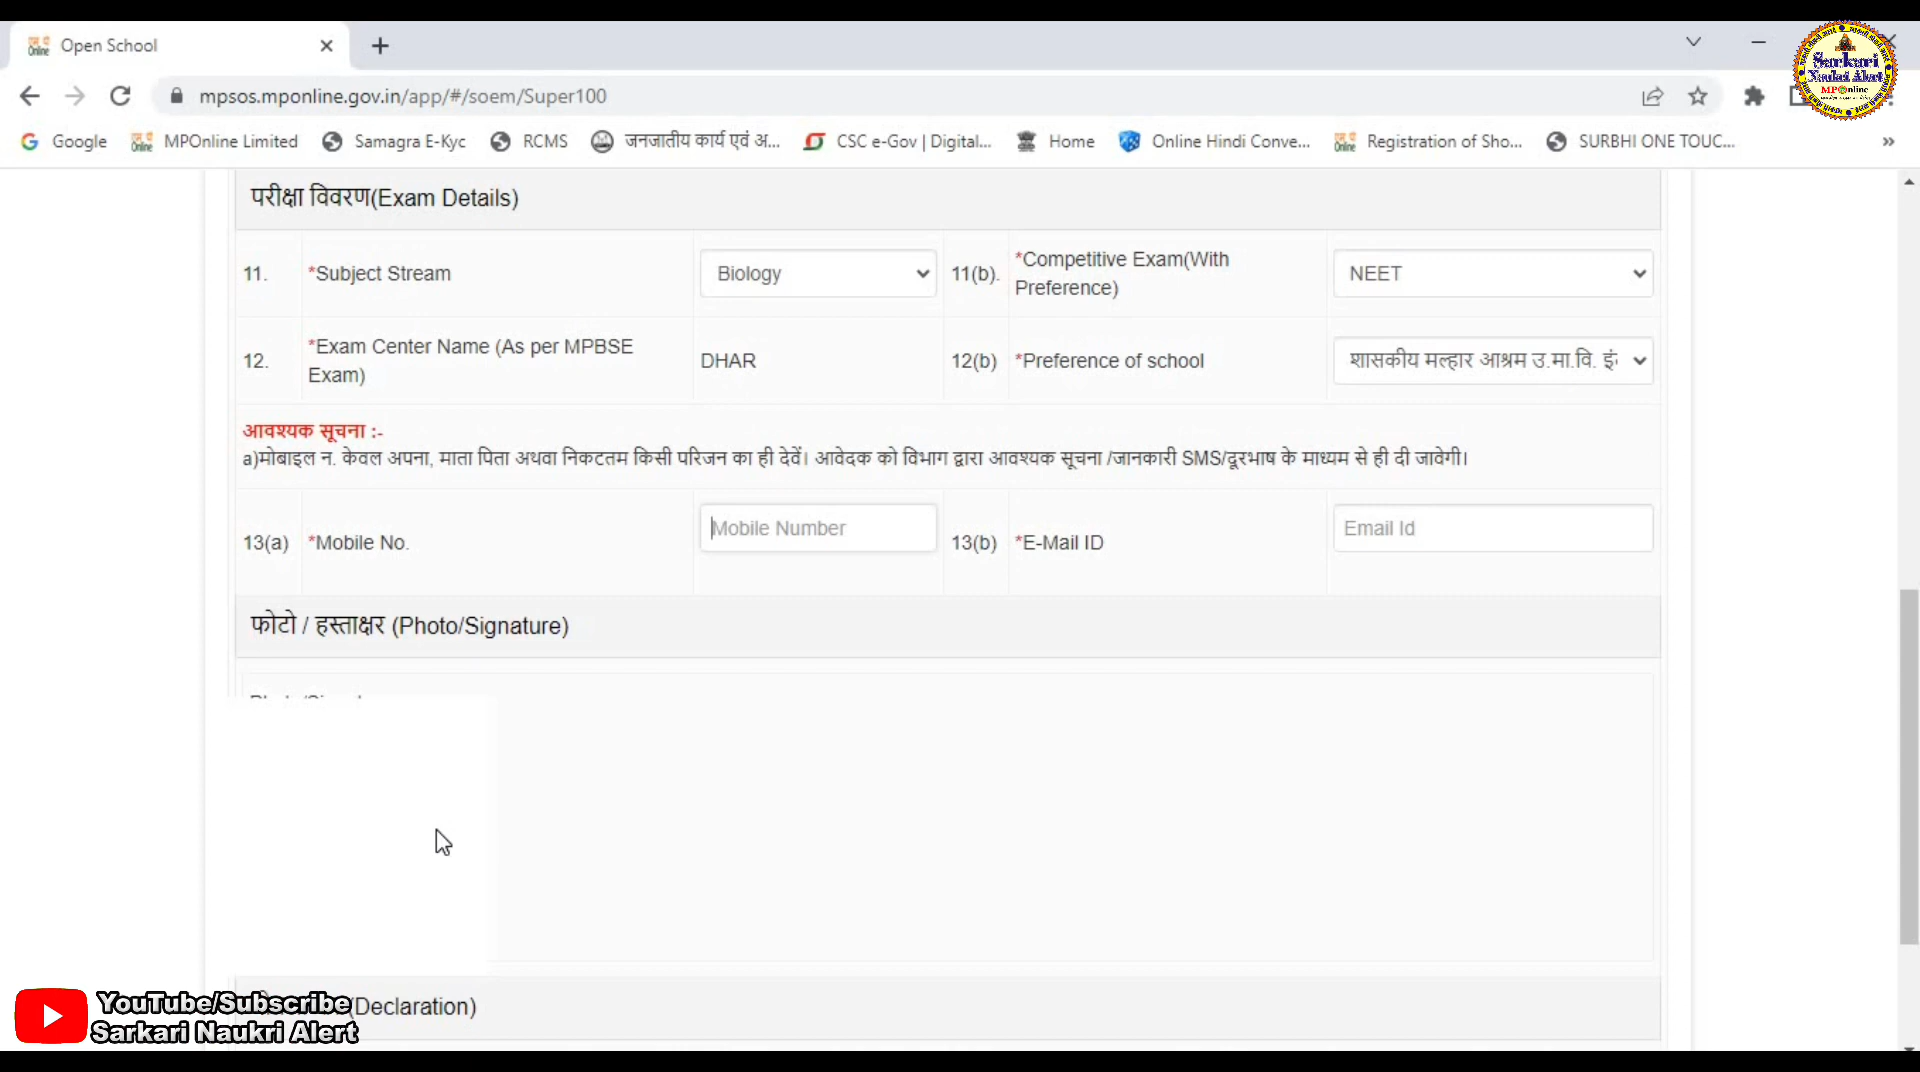 Open School
mpsos.mponline.gov.in/app/#/soem/Super100
Google MPOnline Limited Samagra E-Kyc RCMS जनजातीय कार्य एवं अ... CSC e-Gov | Digital... Home Online Hindi Conve... Registration of Sho... SURBHI ONE TOUC... »
Sarkari
Naukri Alert
MPOnline
परीक्षा विवरण(Exam Details)
11. *Subject Stream Biology 11(b). *Competitive Exam(With Preference) NEET
12. *Exam Center Name (As per MPBSE Exam) DHAR 12(b) *Preference of school शासकीय मल्हार आश्रम उ.मा.वि.
आवश्यक सूचना :-
a)मोबाइल न. केवल अपना, माता पिता अथवा निकटतम किसी परिजन का ही देवें। आवेदक को विभाग द्वारा आवश्यक सूचना /जानकारी SMS/दूरभाष के माध्यम से ही दी जावेगी।
13(a) *Mobile No. Mobile Number 13(b) *E-Mail ID Email Id
फोटो / हस्ताक्षर (Photo/Signature)
(Declaration)
YouTube/Subscribe
Sarkari Naukri Alert